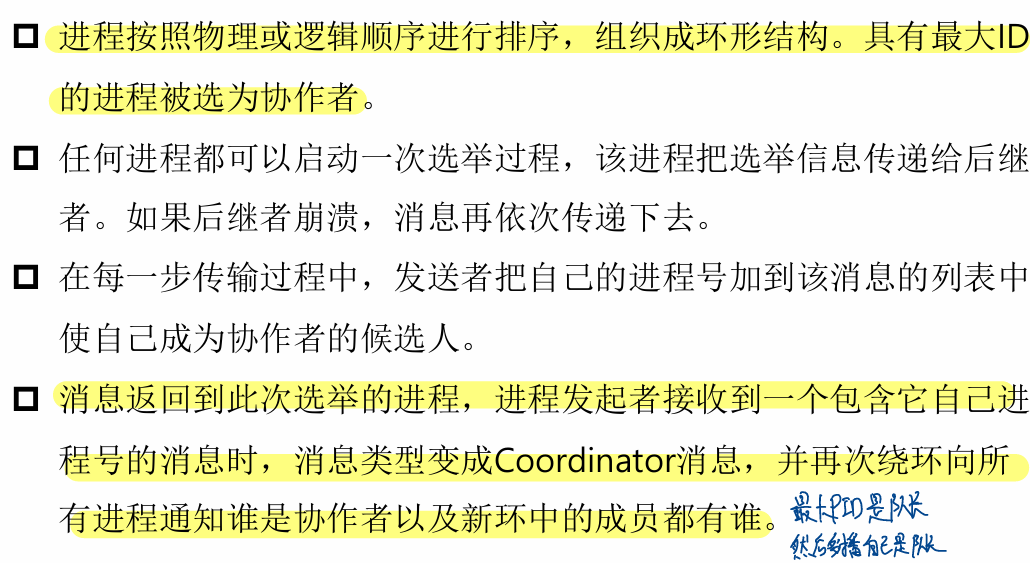 进程按照物理或逻辑顺序进行排序，组织成环形结构。具有最大ID
的进程被选为协作者。
任何进程都可以启动一次选举过程，该进程把选举信息传递给后继
者。如果后继者崩溃，消息再依次传递下去。
在每一步传输过程中，发送者把自己的进程号加到该消息的列表中
使自己成为协作者的候选人。
消息返回到此次选举的进程，进程发起者接收到一个包含它自己进
程号的消息时，消息类型变成Coordinator消息，并再次绕环向所
有进程通知谁是协作者以及新环中的成员都有谁。
最大PID是队长
然后多播自己是队长